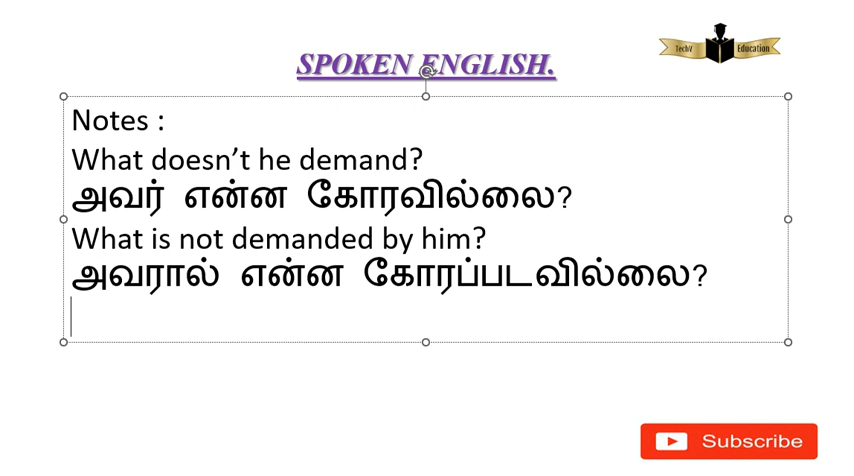 TechV Education
SPOKEN ENGLISH.
Notes :
What doesn’t he demand?
அவர் என்ன கோரவில்லை?
What is not demanded by him?
அவரால் என்ன கோரப்படவில்லை?
Subscribe